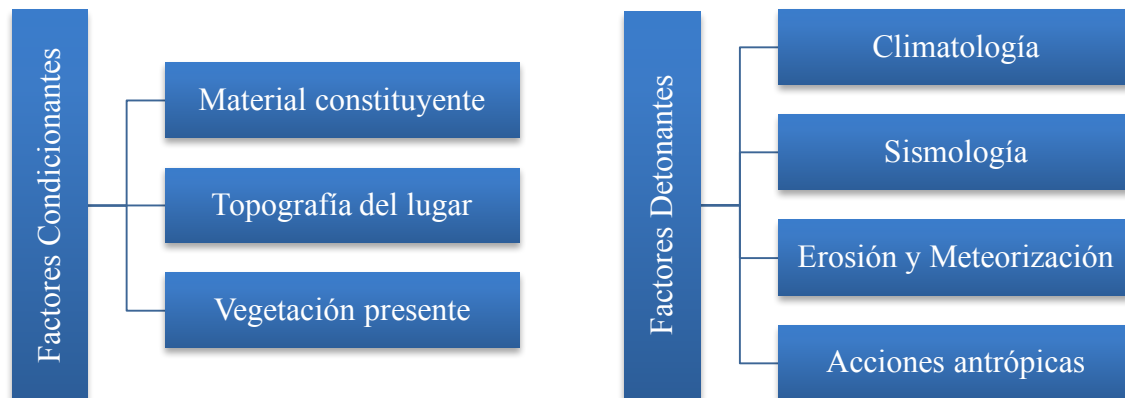 Factores Condicionantes
Material constituyente
Topografía del lugar
Vegetación presente
Factores Detonantes
Climatología
Sismología
Erosión y Meteorización
Acciones antrópicas